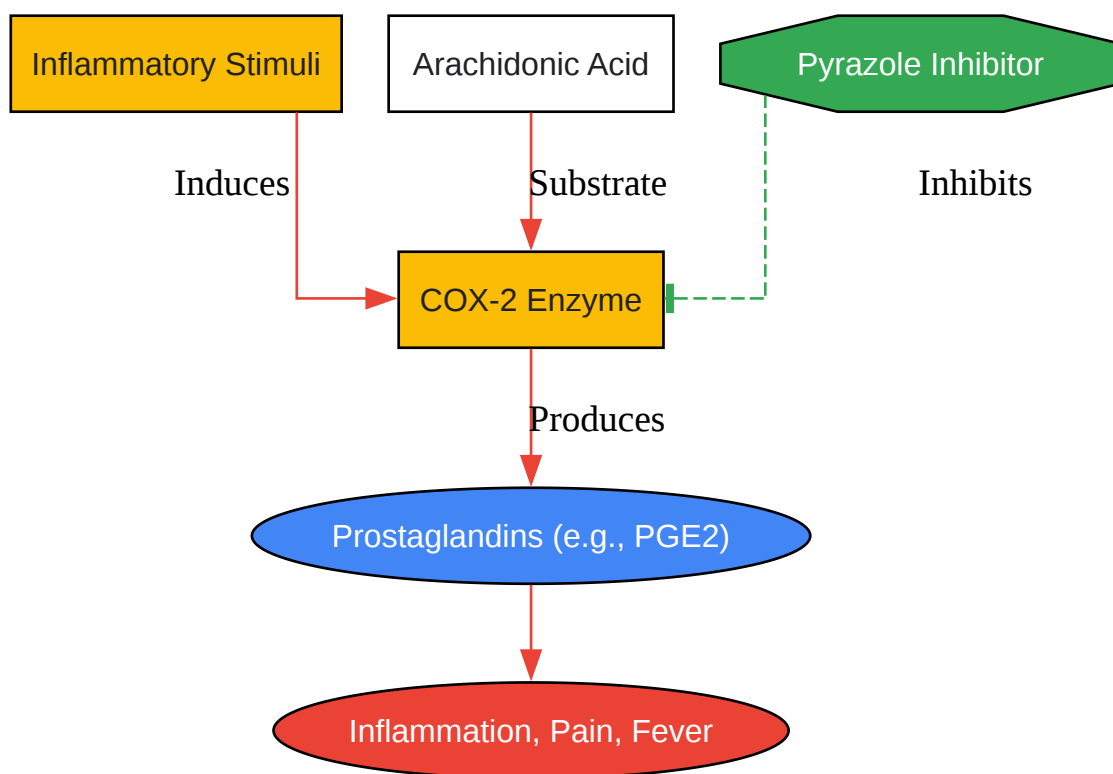 Inflammatory Stimuli
Arachidonic Acid
Pyrazole Inhibitor
Induces
Substrate
Inhibits
COX-2 Enzyme
Produces
Prostaglandins (e.g., PGE2)
Inflammation, Pain, Fever